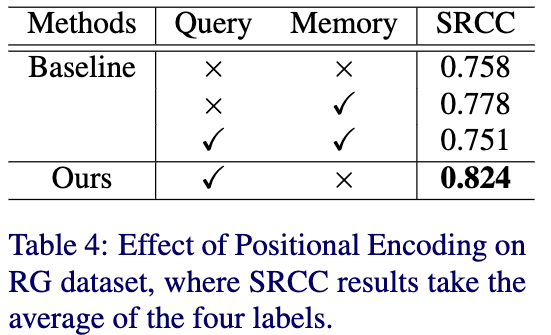 Methods Query Memory SRCC
Baseline × × 0.758
× ✓ 0.778
✓ ✓ 0.751
Ours ✓ × 0.824
Table 4: Effect of Positional Encoding on
RG dataset, where SRCC results take the
average of the four labels.